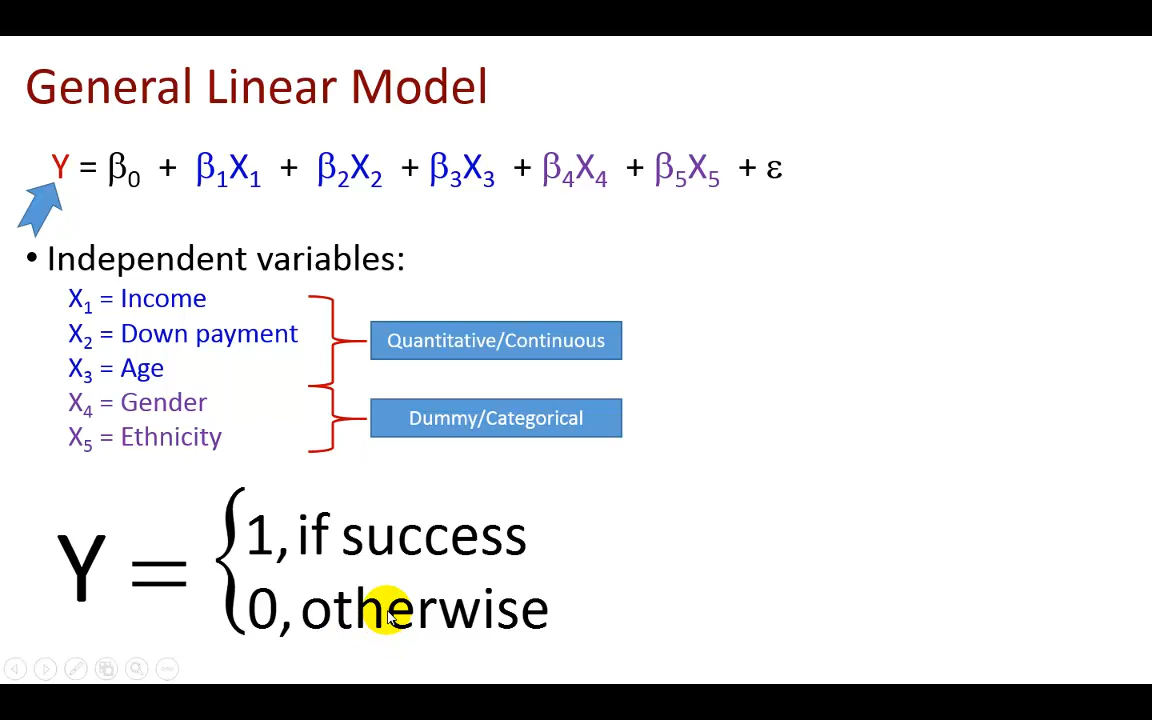 General Linear Model
Y = β₀ + β₁X₁ + β₂X₂ + β₃X₃ + β₄X₄ + β₅X₅ + ε
• Independent variables:
X₁ = Income
X₂ = Down payment
Quantitative/Continuous
X₃ = Age
X₄ = Gender
Dummy/Categorical
X₅ = Ethnicity
Y = {1, if success
0, otherwise